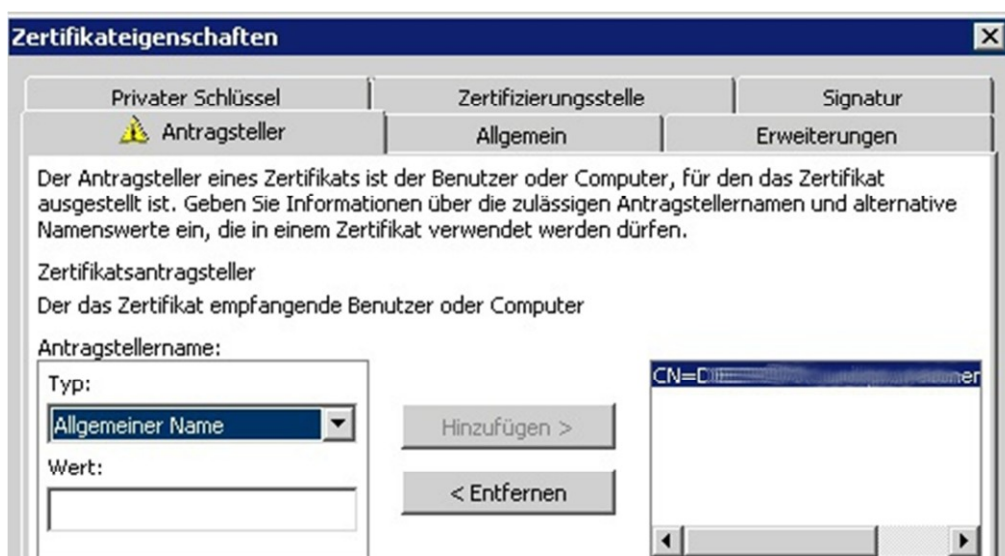 Zertifikateigenschaften
Privater Schlüssel
Zertifizierungsstelle
Signatur
Antragsteller
Allgemein
Erweiterungen
Der Antragsteller eines Zertifikats ist der Benutzer oder Computer, für den das Zertifikat
ausgestellt ist. Geben Sie Informationen über die zulässigen Antragstellernamen und alternative
Namenswerte ein, die in einem Zertifikat verwendet werden dürfen.
Zertifikatsantragsteller
Der das Zertifikat empfangende Benutzer oder Computer
Antragstellername:
Typ:
Allgemeiner Name
Wert:
Hinzufügen >
< Entfernen